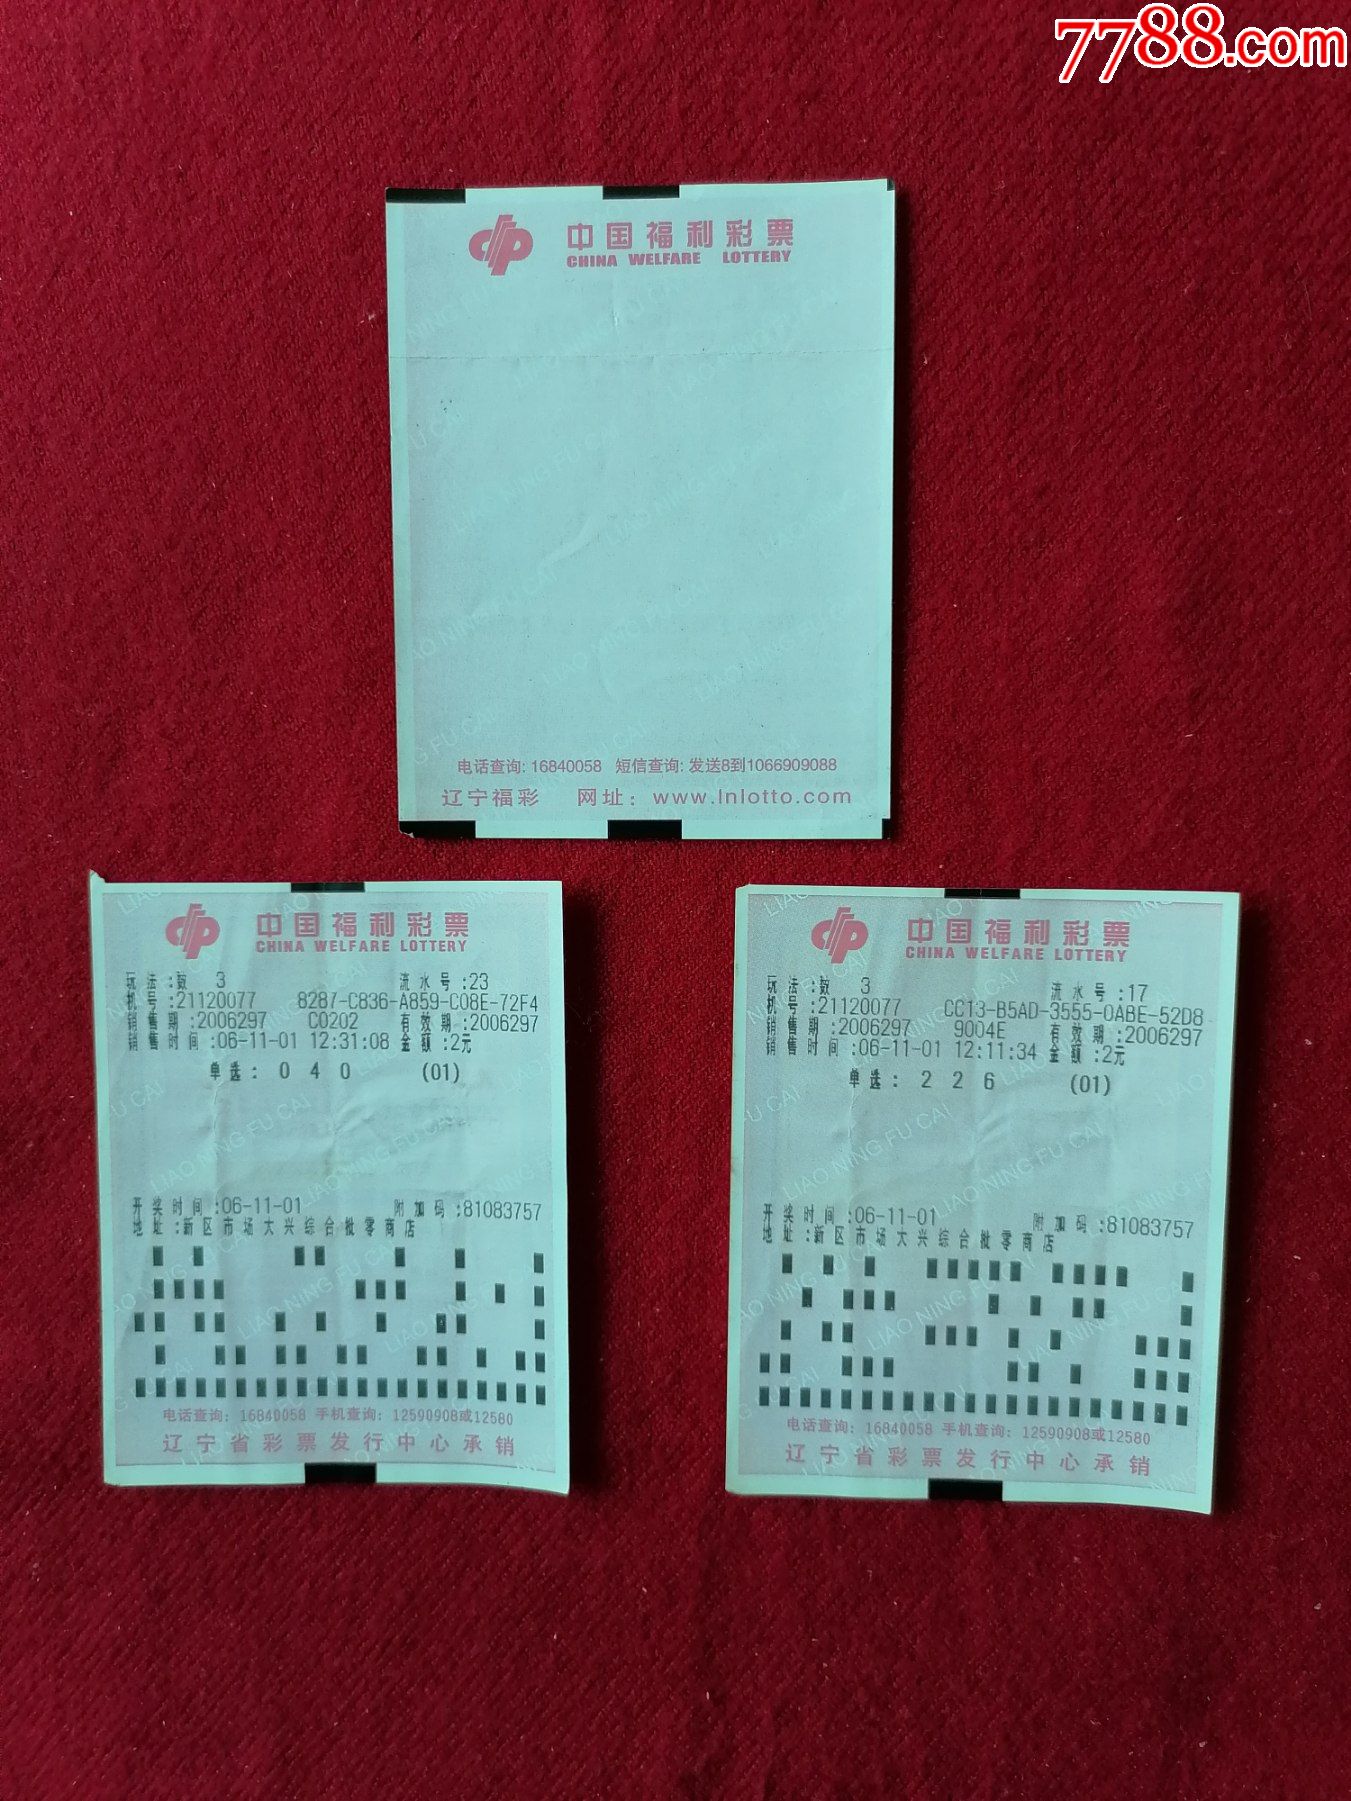 7788.com
中国福利彩票
CHINA WELFARE LOTTERY
电话查询: 16840058 短信查询: 发送8到1066909088
辽宁福彩 网址: www.lnlotto.com
中国福利彩票
CHINA WELFARE LOTTERY
玩法:数 3 流水号:23
机号:21120077 8287-C836-A859-C08E-72F4
销售期:2006297 C0202 有效期:2006297
销售时间:06-11-01 12:31:08 金额:2元
单选: 0 4 0 (01)
开奖时间:06-11-01 附加码:81083757
地址:新区市场大兴综合批零商店
电话查询: 16840058 手机查询: 12590908或12580
辽宁省彩票发行中心承销
中国福利彩票
CHINA WELFARE LOTTERY
玩法:数 3 流水号:17
机号:21120077 CC13-B5AD-3555-0ABE-52D8
销售期:2006297 9004E 有效期:2006297
销售时间:06-11-01 12:11:34 金额:2元
单选: 2 2 6 (01)
开奖时间:06-11-01 附加码:81083757
地址:新区市场大兴综合批零商店
电话查询: 16840058 手机查询: 12590908或12580
辽宁省彩票发行中心承销